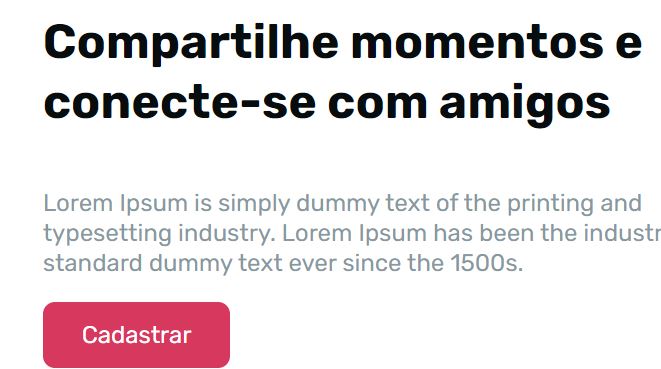 Compartilhe momentos e
conecte-se com amigos
Lorem Ipsum is simply dummy text of the printing and
typesetting industry. Lorem Ipsum has been the industr
standard dummy text ever since the 1500s.
Cadastrar